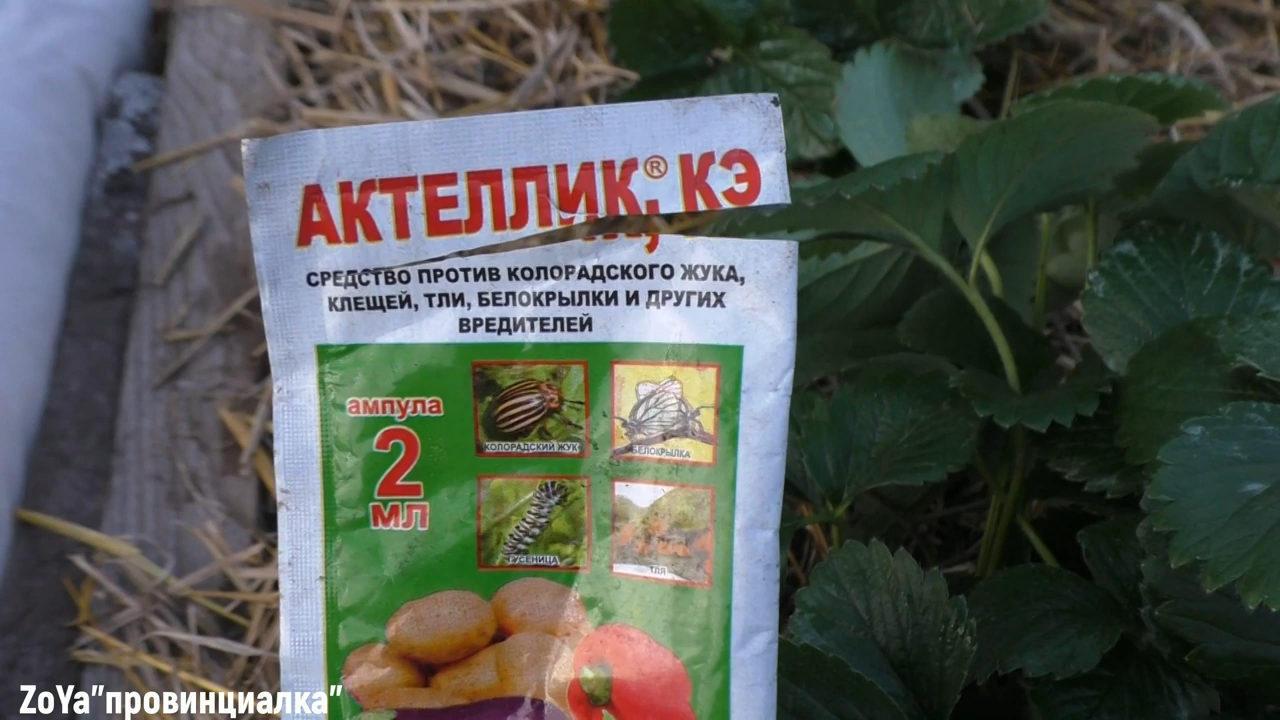 АКТЕЛЛИК,® КЭ
СРЕДСТВО ПРОТИВ КОЛОРАДСКОГО ЖУКА,
КЛЕЩЕЙ, ТЛИ, БЕЛОКРЫЛКИ И ДРУГИХ
ВРЕДИТЕЛЕЙ
ампула
2
мл
КОЛОРАДСКИЙ ЖУК
БЕЛОКРЫЛКА
ГУСЕНИЦА
ТЛЯ
ZoYa"провинциалка"